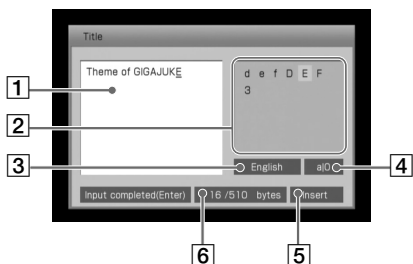 Title
Theme of GIGAJUKE
d e f D E F
3
1
2
3
English
a|0
4
Input completed(Enter)
16 /510 bytes
Insert
6
5